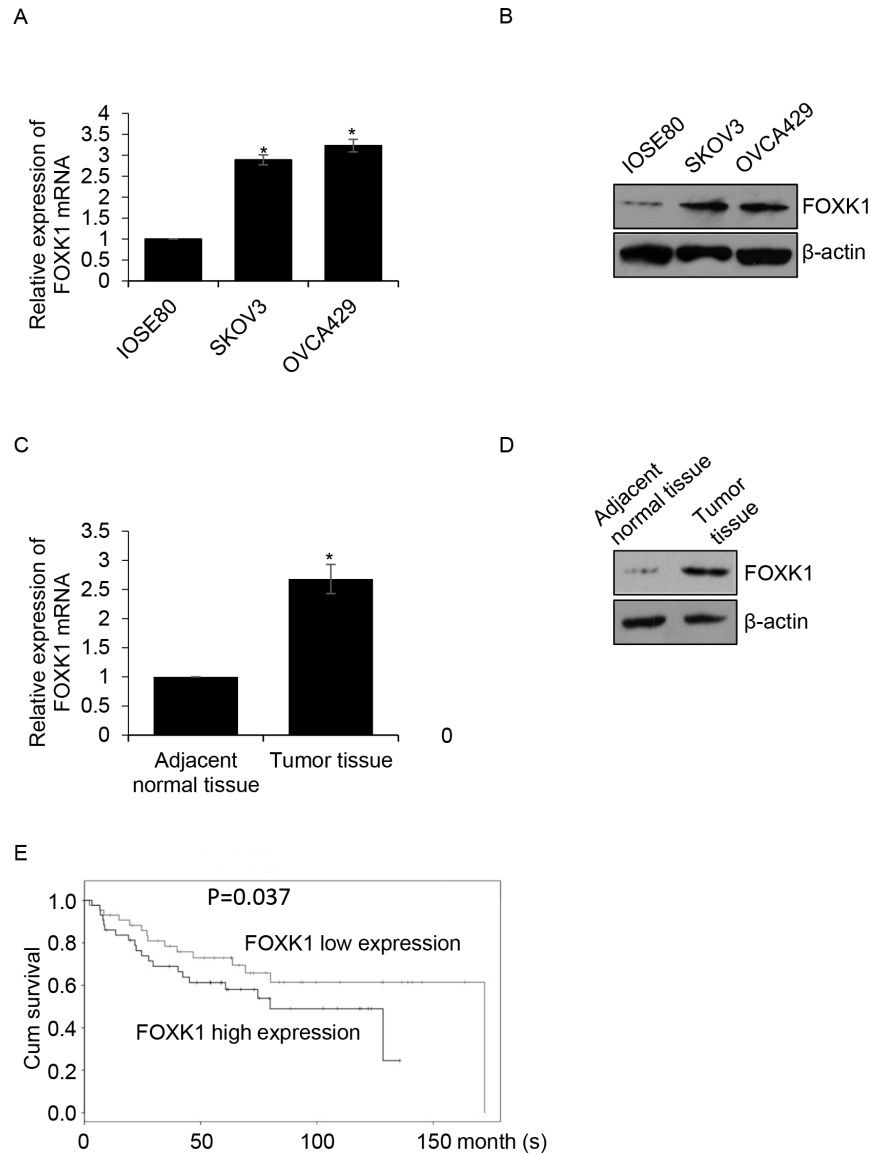 A
Relative expression of
FOXK1 mRNA
4
3.5
3
2.5
2
1.5
1
0.5
0
*
*
IOSE80
SKOV3
OVCA429
B
IOSE80
SKOV3
OVCA429
FOXK1
β-actin
C
Relative expression of
FOXK1 mRNA
3.5
3
2.5
2
1.5
1
0.5
0
*
Adjacent
normal tissue
Tumor tissue
0
D
Adjacent
normal tissue
Tumor
tissue
FOXK1
β-actin
E
Cum survival
1.0
0.8
0.6
0.4
0.2
0.0
P=0.037
FOXK1 low expression
FOXK1 high expression
0
50
100
150 month (s)